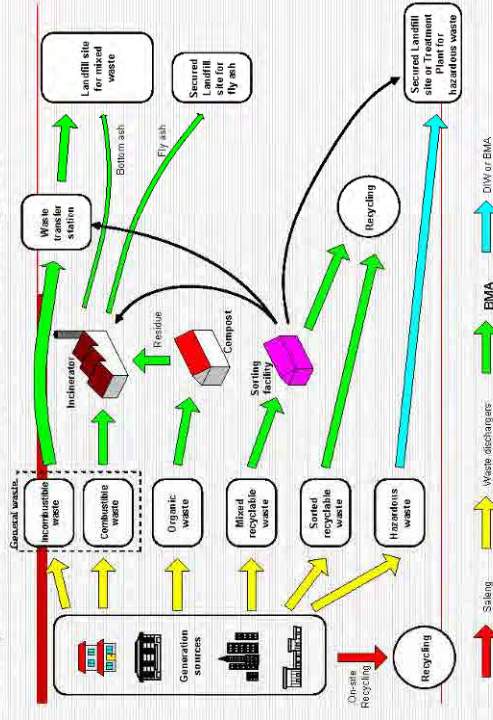 General waste
Incombustible
waste
Combustible
waste
Organic
waste
Mixed
recyclable
waste
Sorted
recyclable
waste
Hazardous
waste
Generation
sources
On-site
Recycling
Recycling
Incinerator
Residue
Compost
Sorting
facility
Waste
transfer
station
Landfill site
for mixed
waste
Bottom ash
Fly ash
Secured
Landfill
site for
fly ash
Recycling
Secured Landfill
site or Treatment
Plant for
hazardous waste
Saleng
Waste dischargers
BMA
DIW or BMA